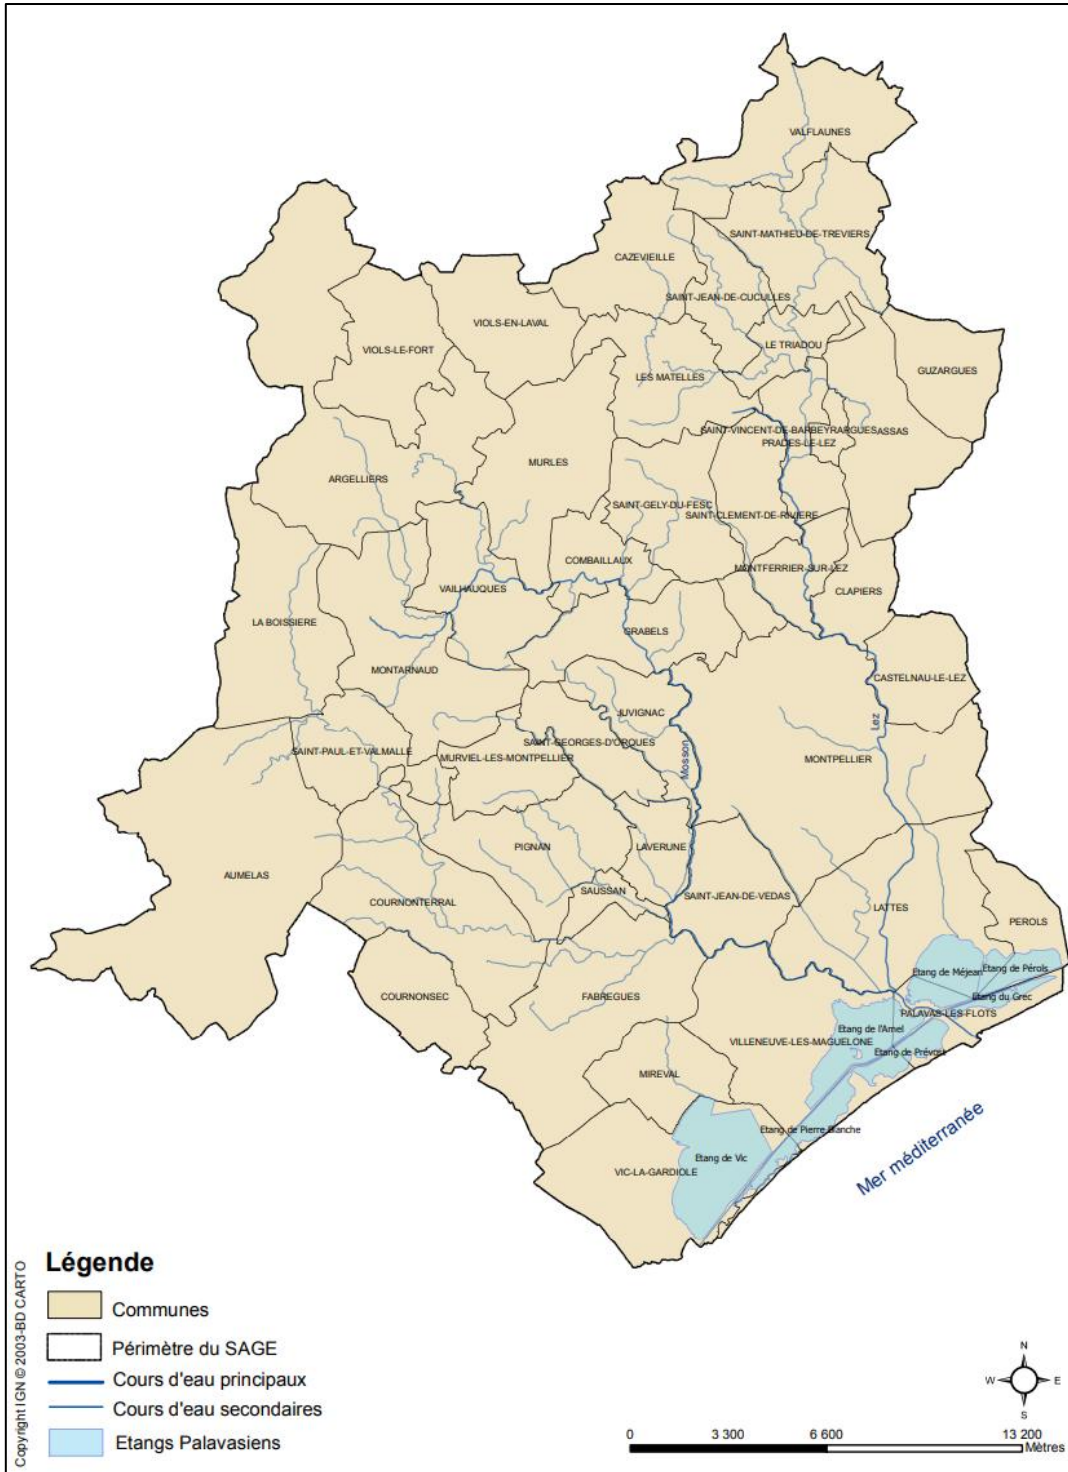 VALFLAUNES
SAINT-MATHIEU-DE-TREVIERS
CAZEVIEILLE
SAINT-JEAN-DE-CUCULLES
VIOLS-EN-LAVAL
LE TRIADOU
VIOLS-LE-FORT
GUZARGUES
LES MATELLES
SAINT-VINCENT-DE-BARBEYRARGUES
ASSAS
PRADES-LE-LEZ
MURLES
ARGELLIERS
SAINT-GELY-DU-FESC
SAINT-CLEMENT-DE-RIVIERE
COMBAILLAUX
MONTFERRIER-SUR-LEZ
VAILHAUQUES
CLAPIERS
LA BOISSIERE
GRABELS
MONTARNAUD
CASTELNAU-LE-LEZ
JUVIGNAC
Lez
SAINT-GEORGES-D'ORQUES
SAINT-PAUL-ET-VALMALLE
MURVIEL-LES-MONTPELLIER
Mosson
MONTPELLIER
PIGNAN
LAVERUNE
AUMELAS
SAUSSAN
SAINT-JEAN-DE-VEDAS
COURNONTERRAL
LATTES
PEROLS
Etang de Méjean
Etang de Pérols
COURNONSEC
FABREGUES
Etang du Grec
PALAVAS-LES-FLOTS
Etang de l'Arnel
VILLENEUVE-LES-MAGUELONE
Etang de Prévost
MIREVAL
Etang de Pierre Blanche
Etang de Vic
VIC-LA-GARDIOLE
Mer méditerranée
Légende
Communes
Périmètre du SAGE
Cours d'eau principaux
Cours d'eau secondaires
Etangs Palavasiens
Copyright IGN © 2003-BD CARTO
N
W
E
S
0 3 300 6 600 13 200
Mètres